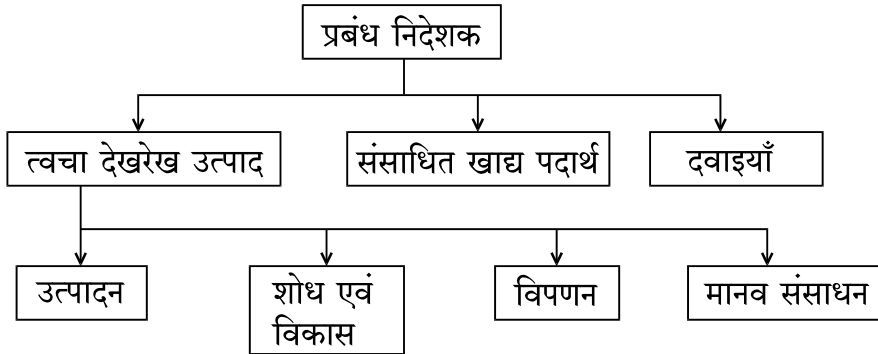 प्रबंध निदेशक
त्वचा देखरेख उत्पाद
संसाधित खाद्य पदार्थ
दवाइयाँ
उत्पादन
शोध एवं
विकास
विपणन
मानव संसाधन